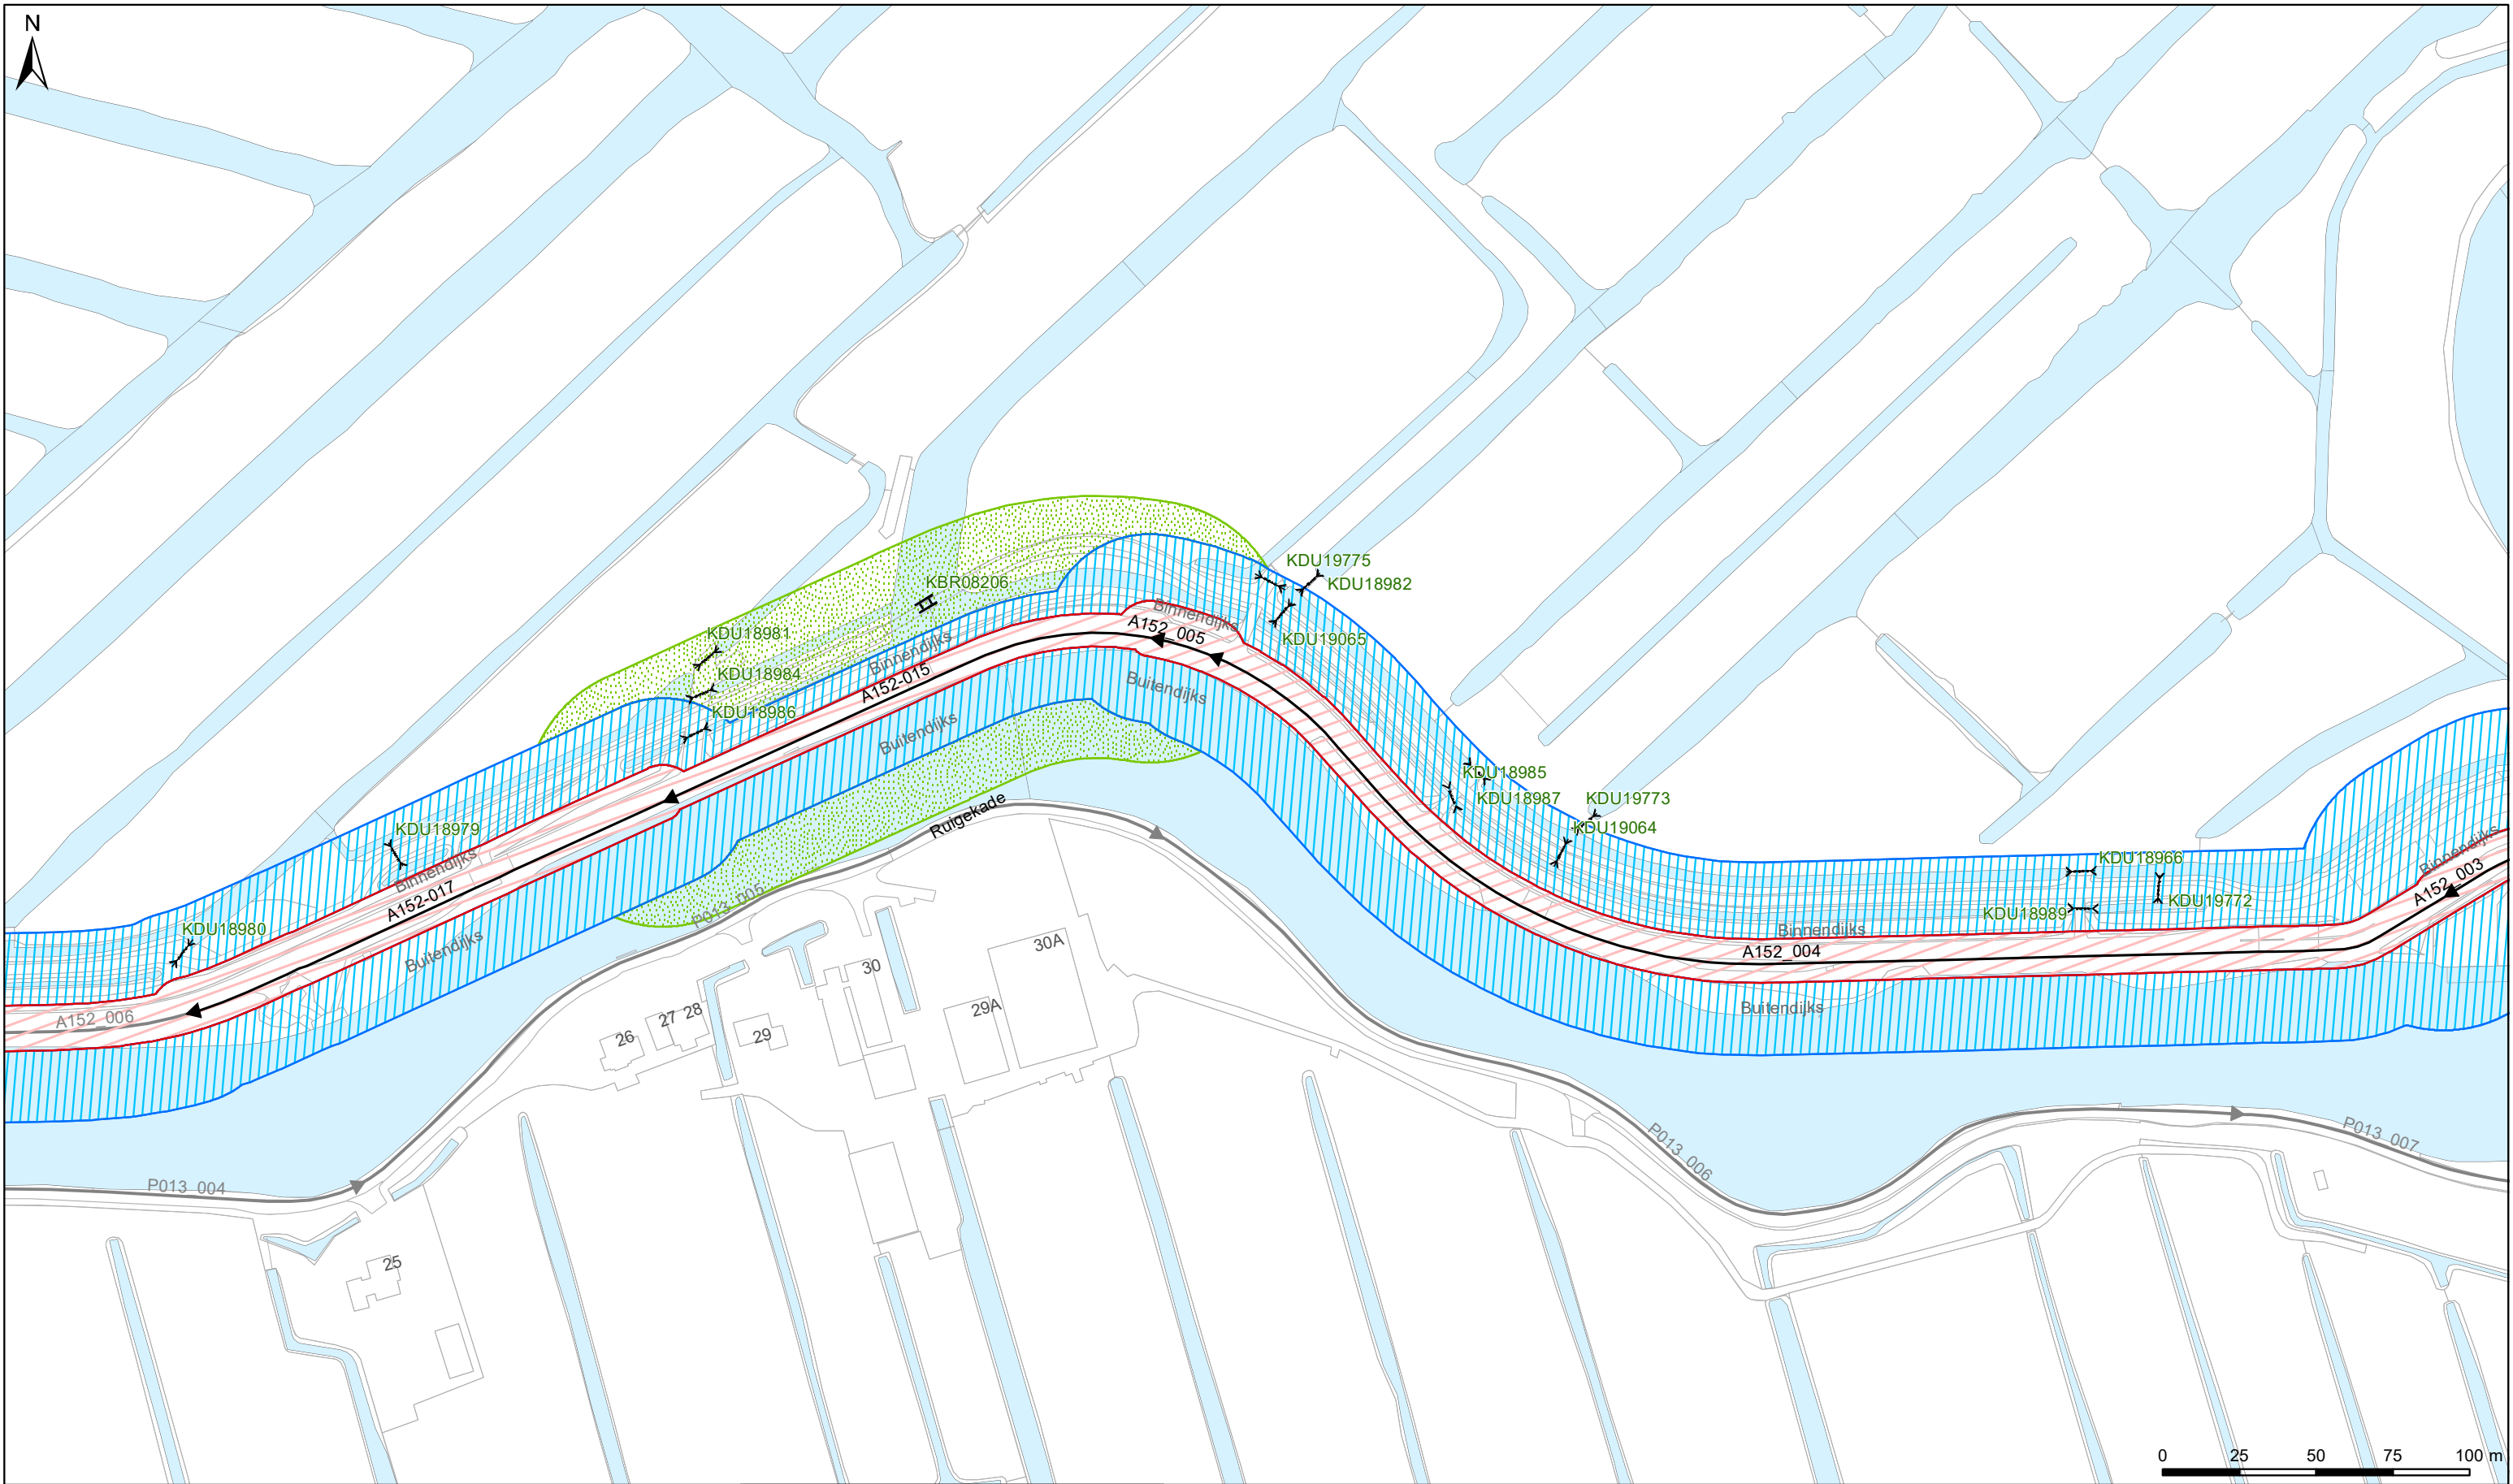 N
KDU19775
KDU18982
KBR08206
Binnendijks
A152_005
KDU18981
KDU19065
Binnendijks
KDU18984
A152-015
Buitendijks
KDU18986
Buitendijks
KDU18985
KDU18987
KDU19773
Ruigekade
KDU19064
KDU18979
Binnendijks
KDU18966
Binnendijks
A152_003
A152-017
P013_005
KDU19772
KDU18989
KDU18980
Binnendijks
Buitendijks
A152_004
30A
30
Buitendijks
29A
A152_006
27
28
29
26
P013_007
P013_006
P013_004
25
0 25 50 75 100 m